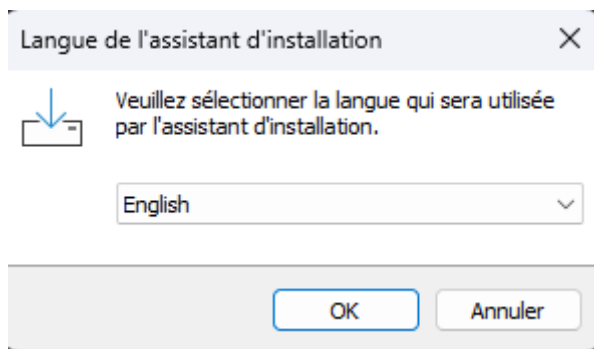 Langue de l'assistant d'installation
Veuillez sélectionner la langue qui sera utilisée
par l'assistant d'installation.
English
OK
Annuler